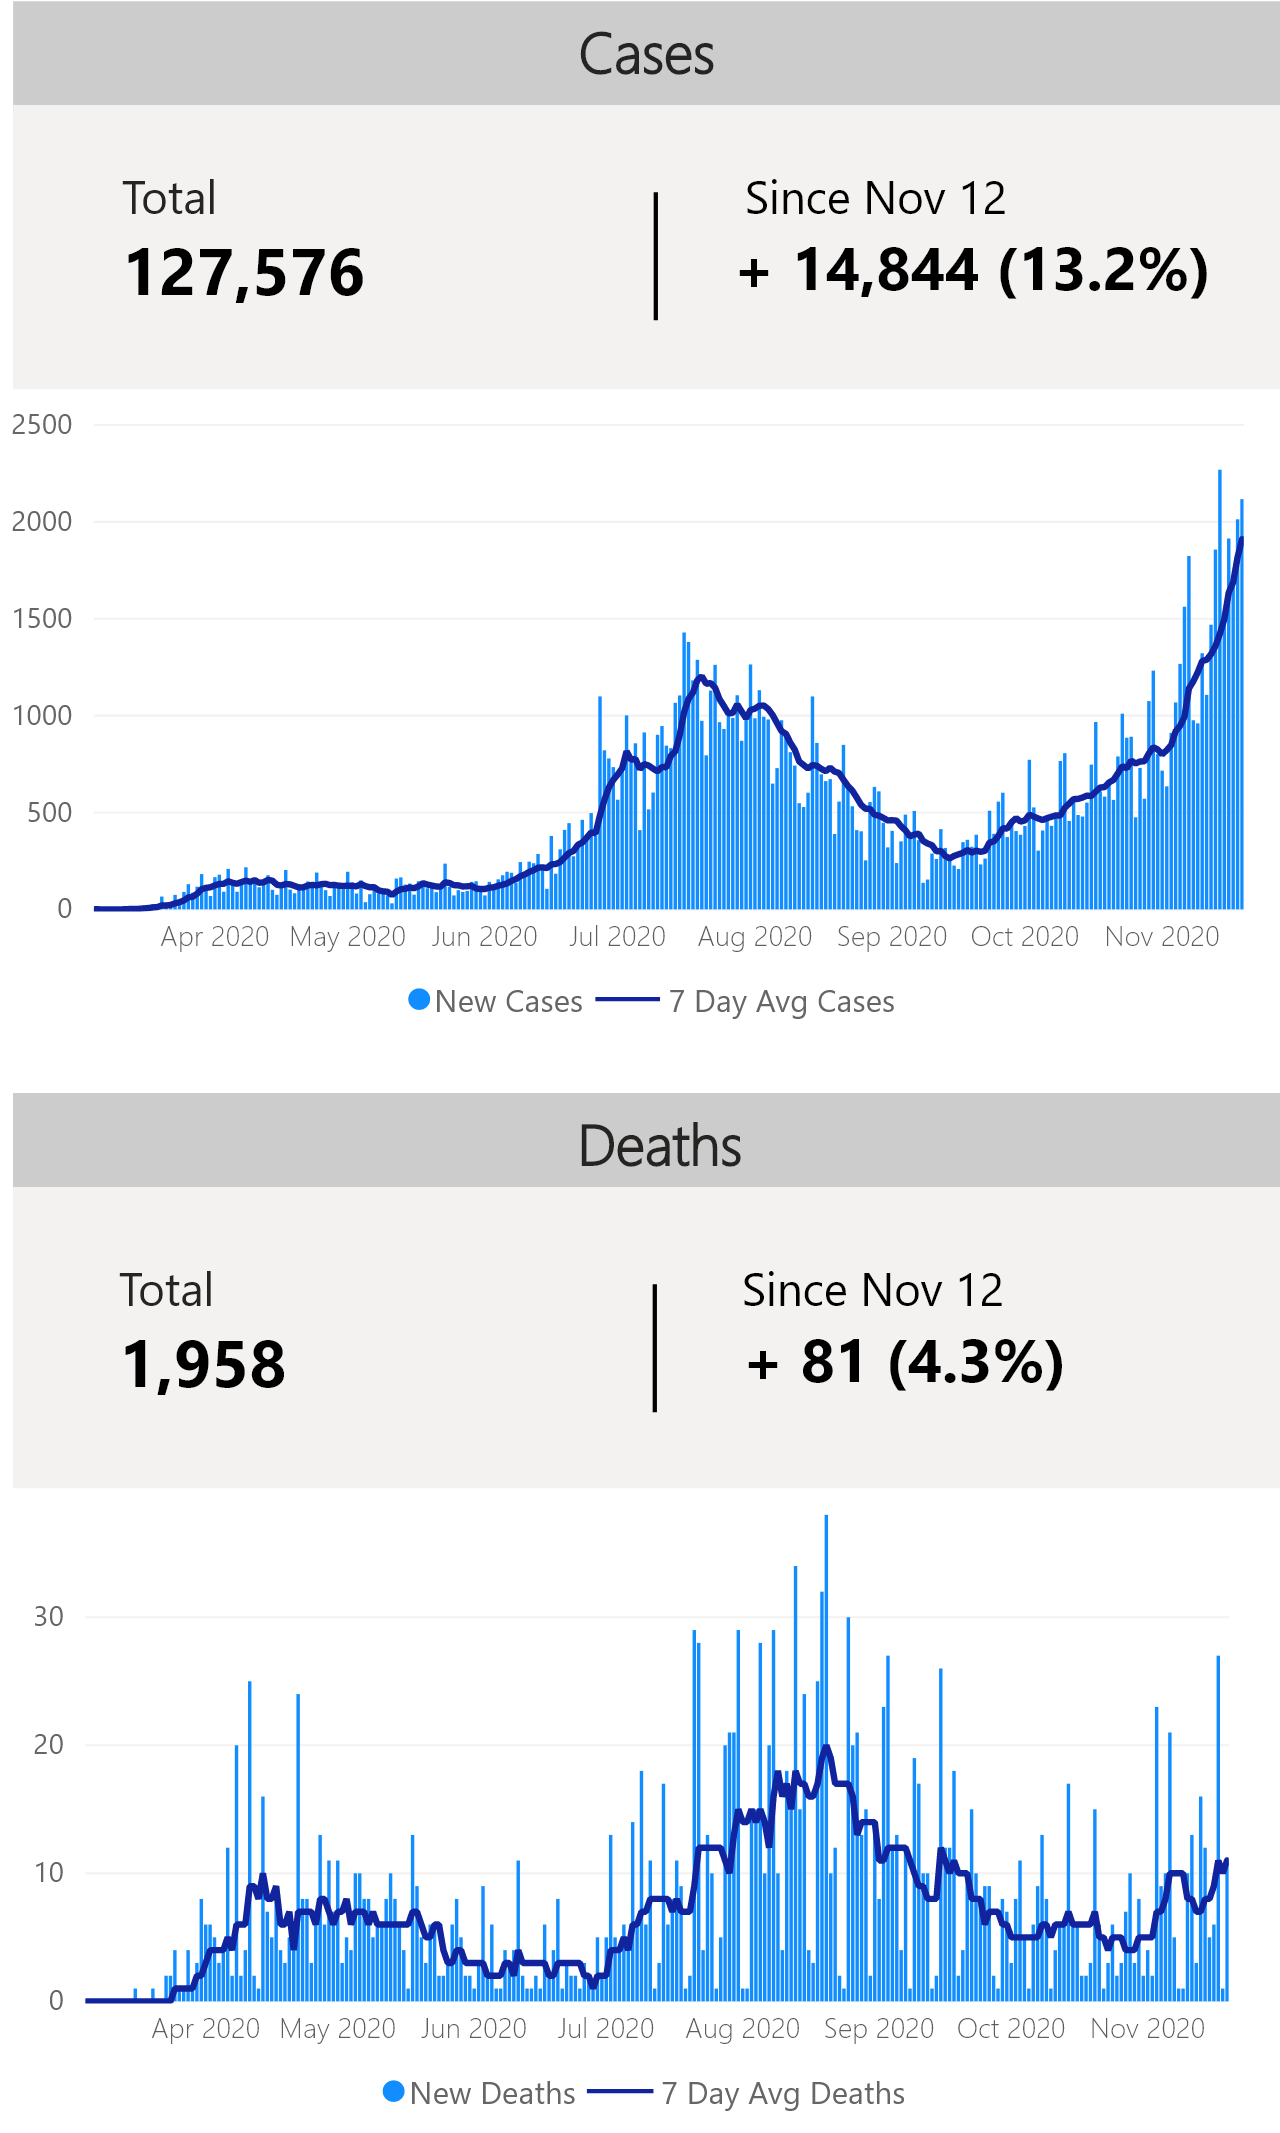 Cases
Total
Since Nov 12
127,576
+ 14,844 (13.2%)
2500
2000
1500
1000
500
0
Apr 2020 May 2020 Jun 2020 Jul 2020 Aug 2020 Sep 2020 Oct 2020 Nov 2020
New Cases 7 Day Avg Cases
Deaths
Total
Since Nov 12
1,958
+ 81 (4.3%)
30
20
10
0
Apr 2020 May 2020 Jun 2020 Jul 2020 Aug 2020 Sep 2020 Oct 2020 Nov 2020
New Deaths 7 Day Avg Deaths